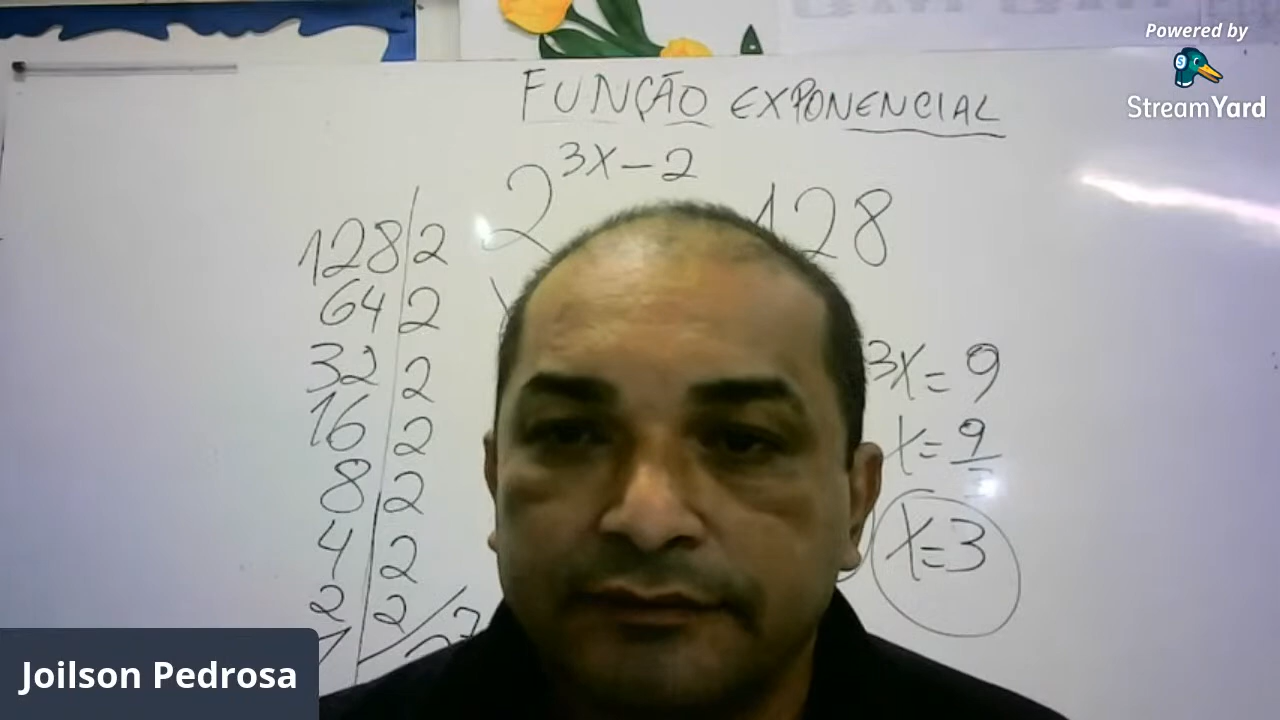 Powered by
StreamYard
FUNÇÃO EXPONENCIAL
2^{3X-2} 128
128 2
64 2
32 2
16 2
8 2
4 2
2 2
3X = 9
X = 9
X = 3
Joilson Pedrosa